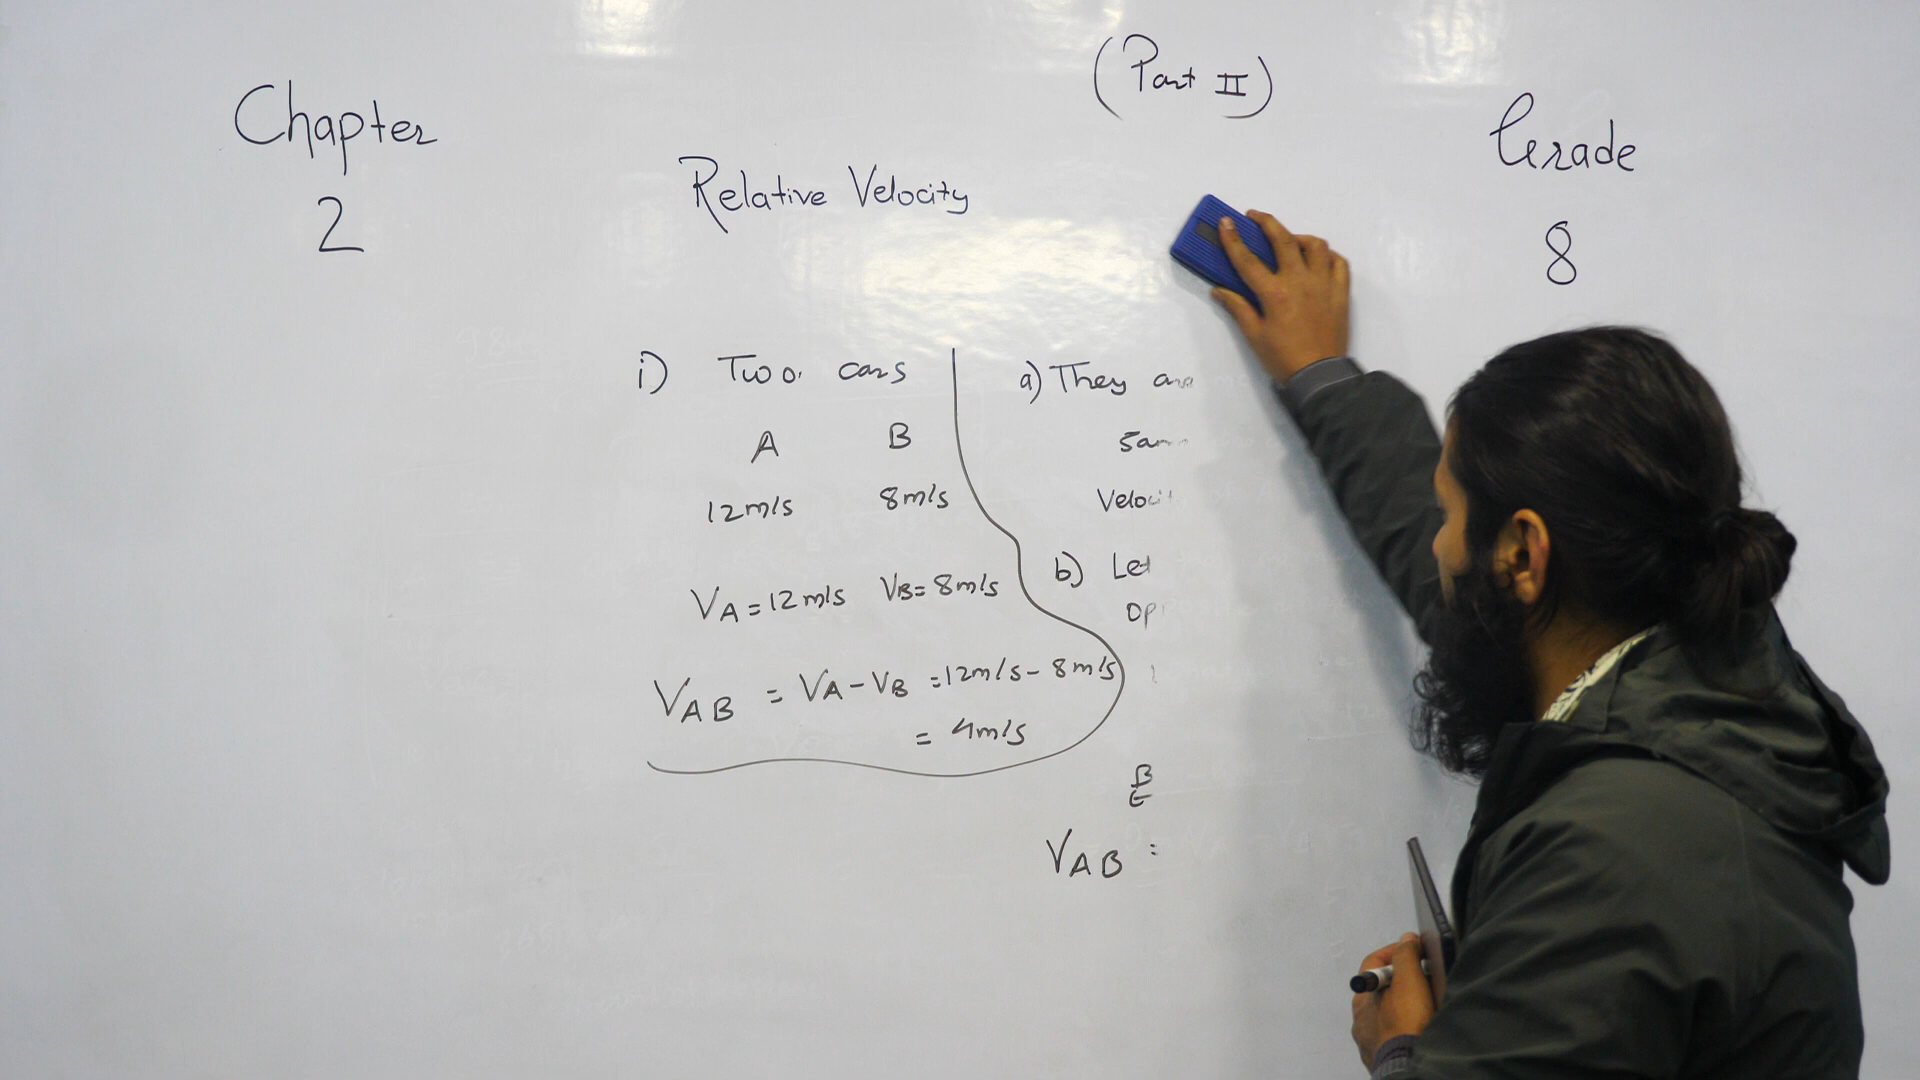 (Part II)
Chapter
2
Grade
8
Relative Velocity
i) Two cars
A B
12m/s 8m/s
VA = 12m/s VB = 8m/s
VAB = VA - VB = 12m/s - 8m/s
= 4m/s
a) They are
b) Let
VAB =